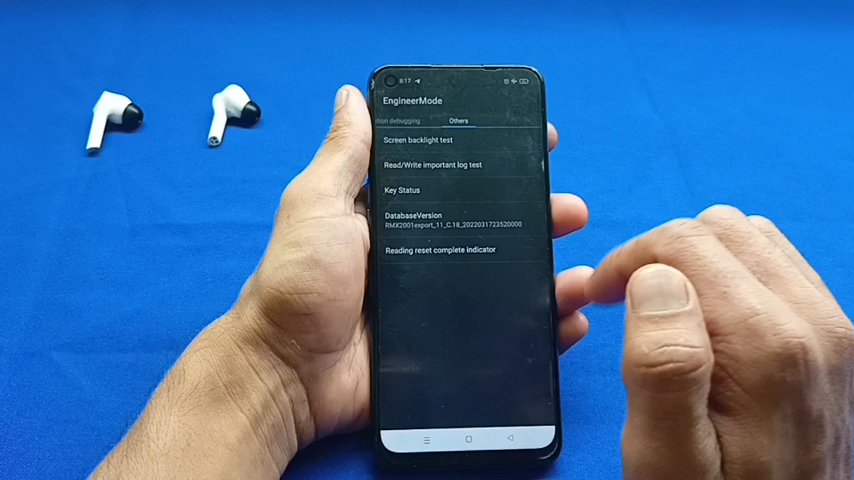 8:17
EngineerMode
tion debugging Others
Screen backlight test
Read/Write important log test
Key Status
DatabaseVersion
RMX2001export_11_C.18_2022031723520000
Reading reset complete indicator